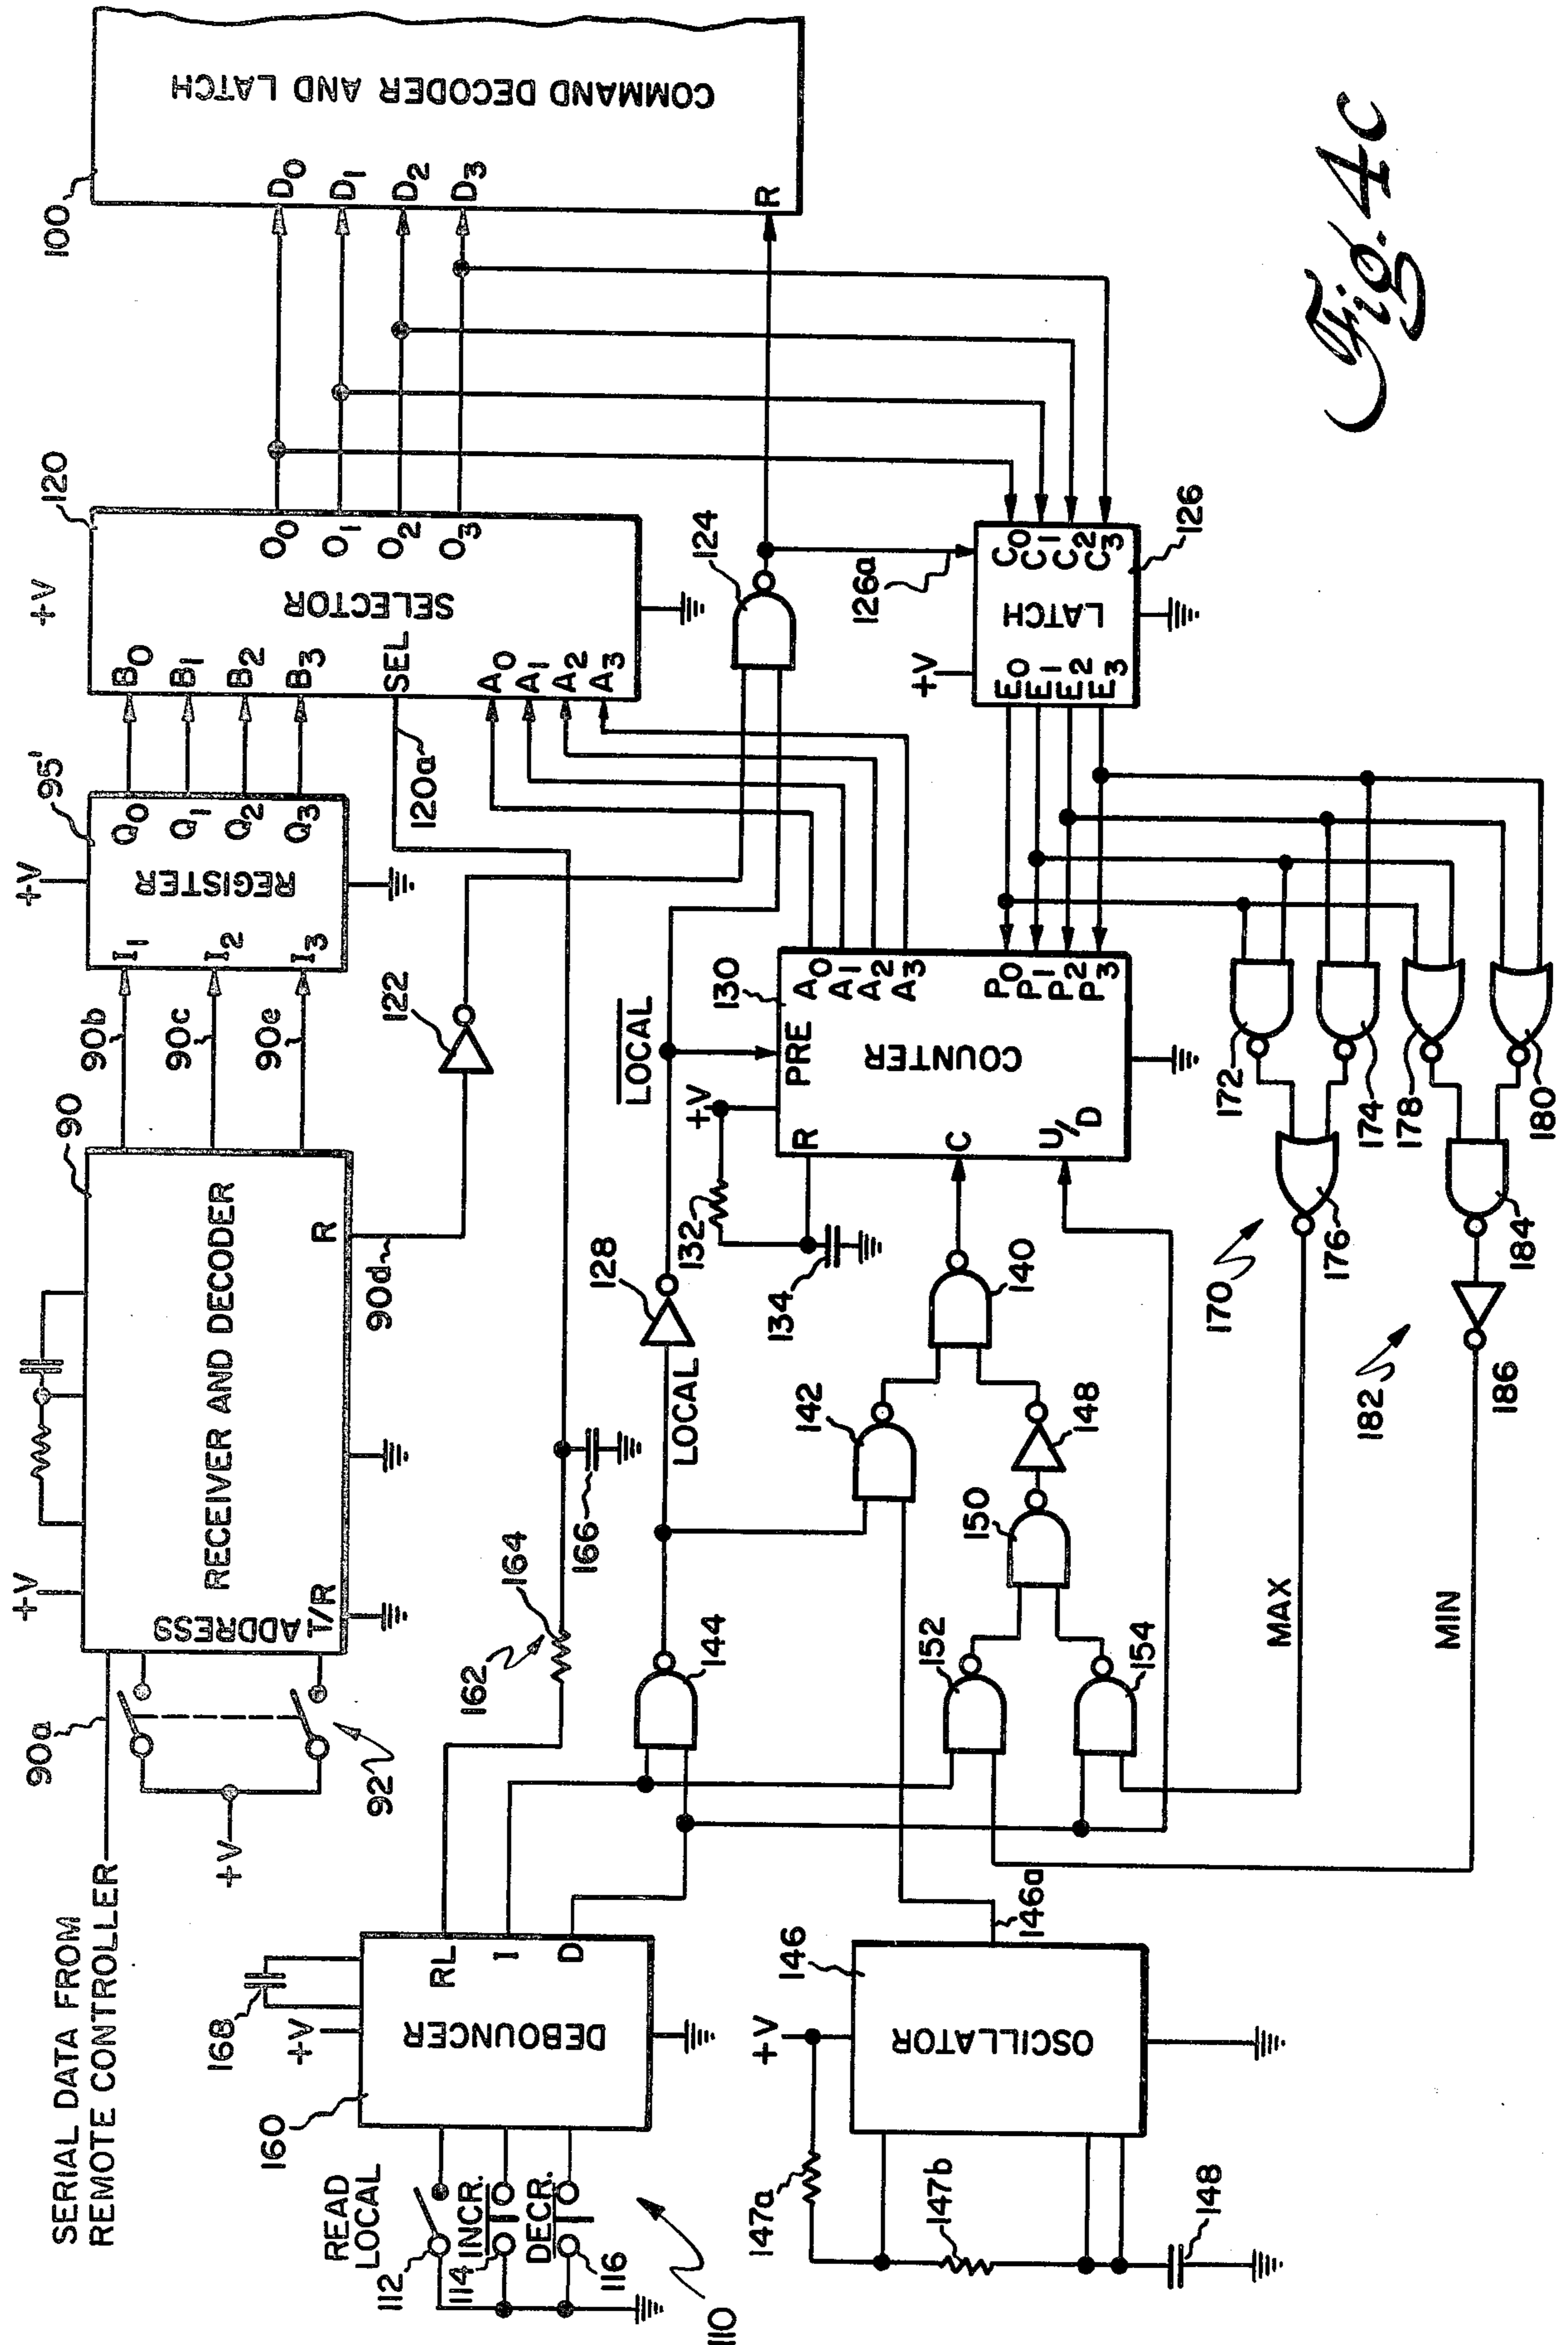 SERIAL DATA FROM
REMOTE CONTROLLER
90a
+V
92
+V
ADDRESS
T/R
RECEIVER AND DECODER
R
90
90b
90c
90e
90d
122
+V
95'
I1
I2
I3
REGISTER
Q0
Q1
Q2
Q3
+V
120
B0
B1
B2
B3
SEL
120a
A0
A1
A2
A3
SELECTOR
O0
O1
O2
O3
100
D0
D1
D2
D3
R
COMMAND DECODER AND LATCH
168
+V
160
DEBOUNCER
RL
I
D
READ
LOCAL
112
INCR.
114
DECR.
116
110
162
164
166
144
LOCAL
128
LOCAL
124
126a
+V
132
134
R
PRE
130
C
U/D
COUNTER
A0
A1
A2
A3
P0
P1
P2
P3
+V
LATCH
E0
E1
E2
E3
C0
C1
C2
C3
126
142
140
148
150
152
154
+V
146
OSCILLATOR
146a
147a
147b
148
MAX
MIN
170
172
174
176
178
180
182
184
186
Fig. 4c